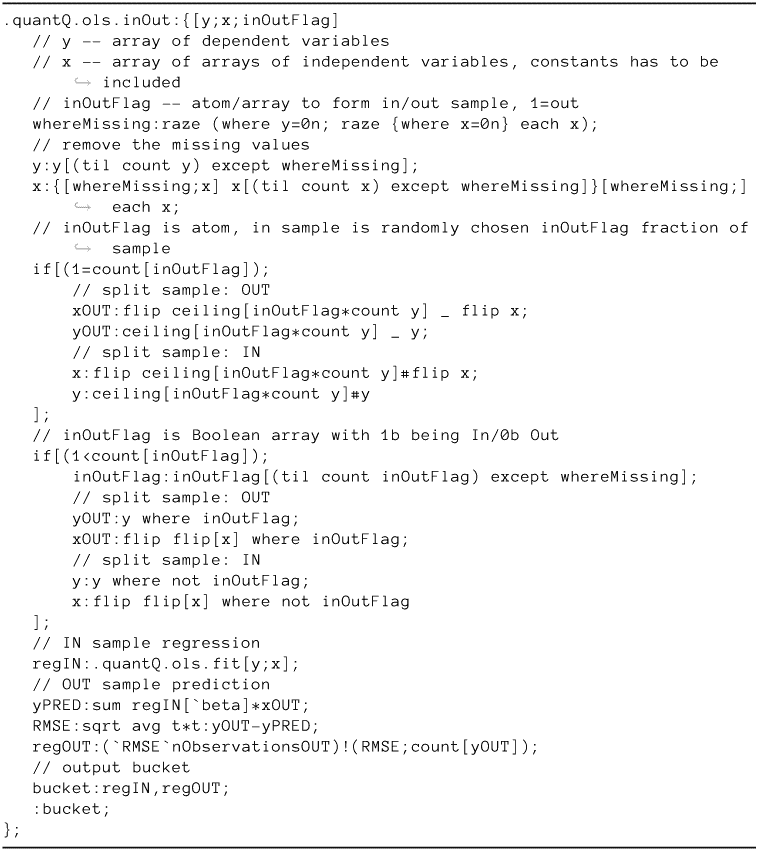 .quantQ.ols.inOut:{[y;x;inOutFlag]
// y -- array of dependent variables
// x -- array of arrays of independent variables, constants has to be
↪ included
// inOutFlag -- atom/array to form in/out sample, 1=out
whereMissing:raze (where y=0n; raze {where x=0n} each x);
// remove the missing values
y:y[(til count y) except whereMissing];
x:{[whereMissing;x] x[(til count x) except whereMissing]}[whereMissing;]
↪ each x;
// inOutFlag is atom, in sample is randomly chosen inOutFlag fraction of
↪ sample
if[(1=count[inOutFlag]);
// split sample: OUT
xOUT:flip ceiling[inOutFlag*count y] _ flip x;
yOUT:ceiling[inOutFlag*count y] _ y;
// split sample: IN
x:flip ceiling[inOutFlag*count y]#flip x;
y:ceiling[inOutFlag*count y]#y
];
// inOutFlag is Boolean array with 1b being In/0b Out
if[(1<count[inOutFlag]);
inOutFlag:inOutFlag[(til count inOutFlag) except whereMissing];
// split sample: OUT
yOUT:y where inOutFlag;
xOUT:flip flip[x] where inOutFlag;
// split sample: IN
y:y where not inOutFlag;
x:flip flip[x] where not inOutFlag
];
// IN sample regression
regIN:.quantQ.ols.fit[y;x];
// OUT sample prediction
yPRED:sum regIN[`beta]*xOUT;
RMSE:sqrt avg t*t:yOUT-yPRED;
regOUT:(`RMSE`nObservationsOUT)!(RMSE;count[yOUT]);
// output bucket
bucket:regIN,regOUT;
:bucket;
};